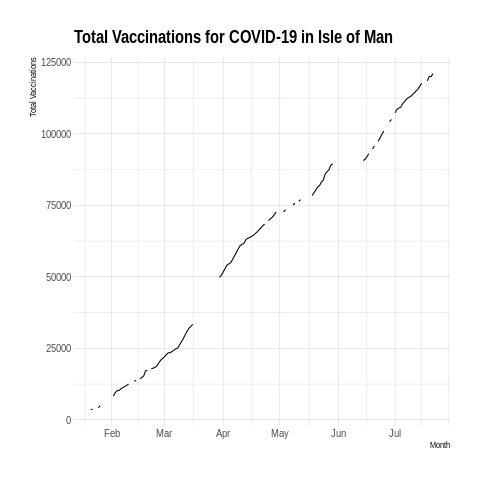 Total Vaccinations for COVID-19 in Isle of Man
Total Vaccinations
125000
100000
75000
50000
25000
0
Feb Mar Apr May Jun Jul
Month